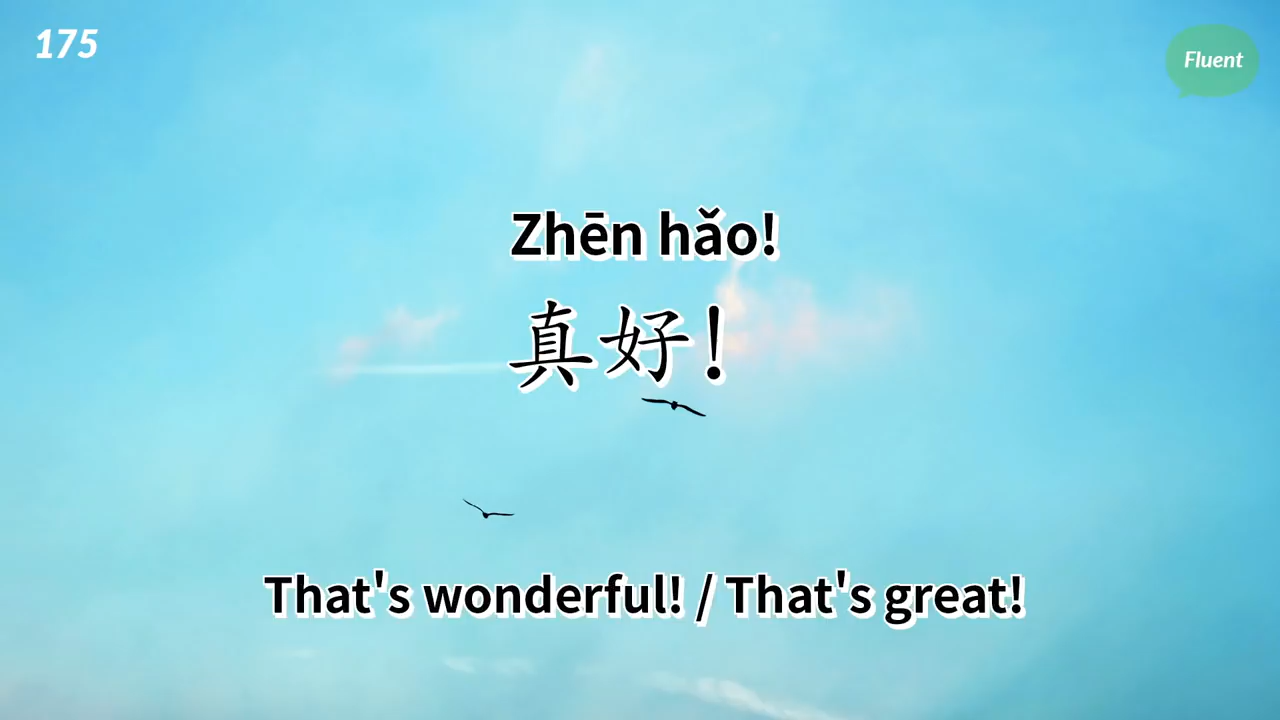 175
Fluent
Zhēn hǎo!
真好!
That's wonderful! / That's great!